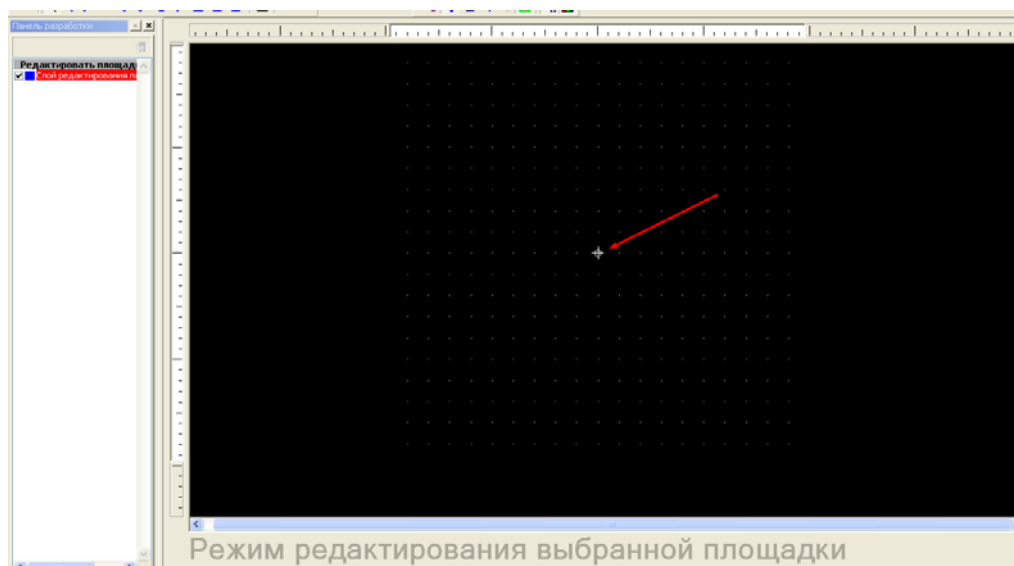 Панель разработки
Редактировать площад
Слой редактирования п
Режим редактирования выбранной площадки